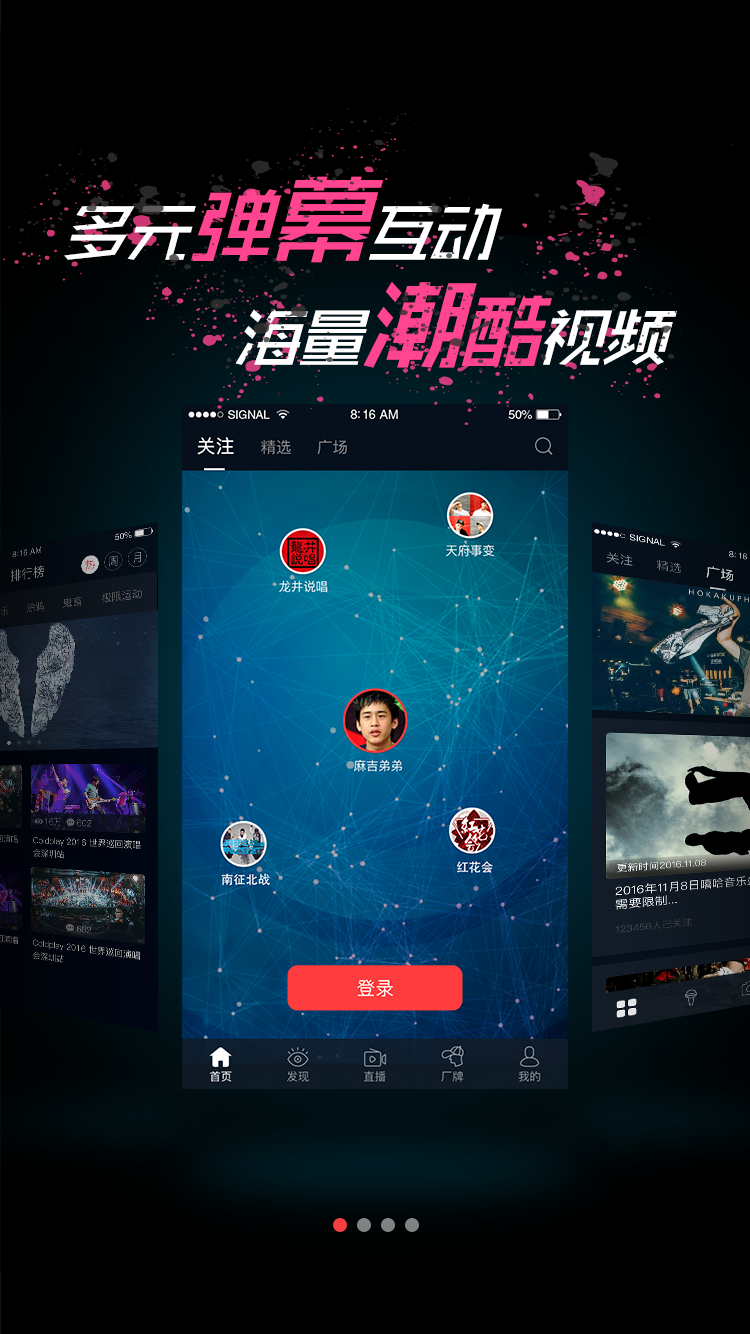 多元弹幕互动
海量潮酷视频
SIGNAL 8:16 AM 50%
关注 精选 广场
天府事变
龍井说唱
龙井说唱
麻吉弟弟
红花会
南征北战
红花会
登录
首页 发现 直播 厂牌 我的
8:16 AM 50%
排行榜 周 月
乐 涂鸦 鬼畜 极限运动
16万 602
Coldplay 2016 世界巡回演唱
会深圳站
602
Coldplay 2016 世界巡回演唱
会深圳站
SIGNAL 8:16
关注 精选 广场
HOKAKUPH
更新时间2016.11.08
2016年11月8日嘻哈音乐
需要限制...
123456人已关注